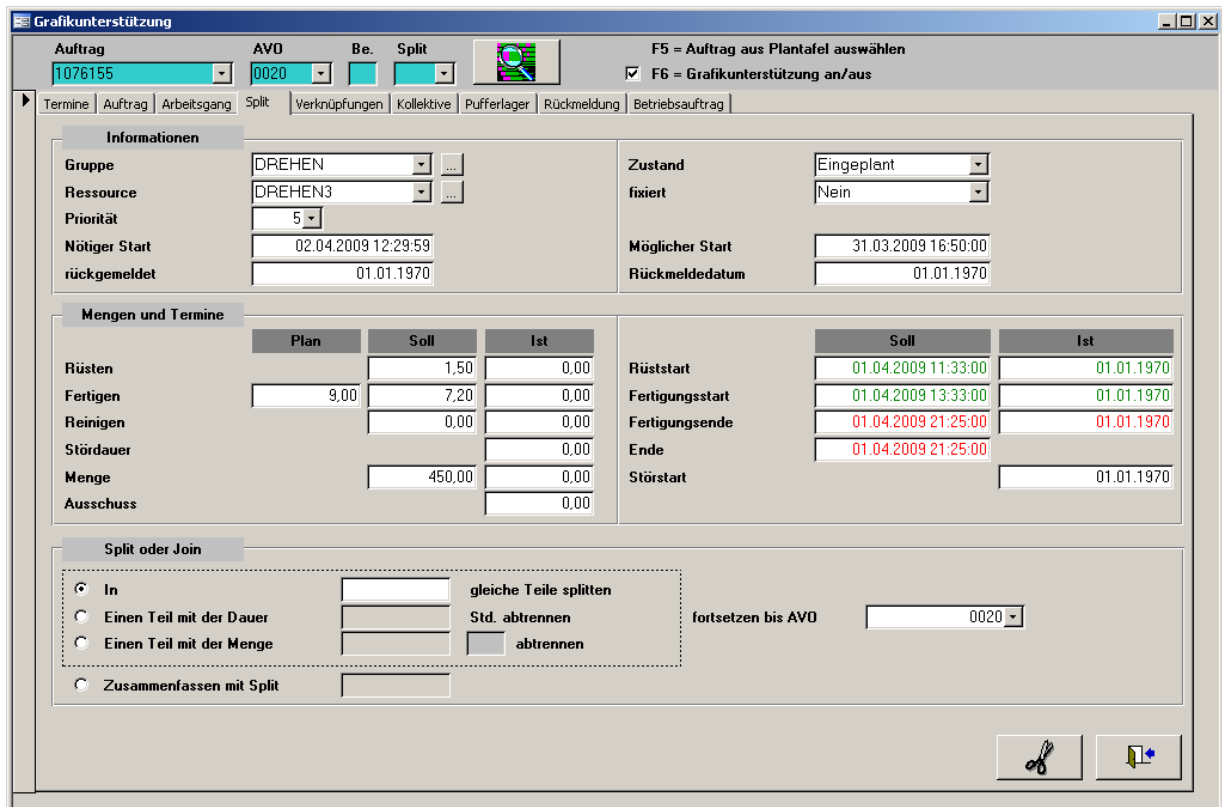 Grafikunterstützung
Auftrag AVO Be. Split F5 = Auftrag aus Plantafel auswählen
1076155 0020 F6 = Grafikunterstützung an/aus
Termine Auftrag Arbeitsgang Split Verknüpfungen Kollektive Pufferlager Rückmeldung Betriebsauftrag
Informationen
Gruppe DREHEN ... Zustand Eingeplant
Ressource DREHEN3 ... fixiert Nein
Priorität 5
Nötiger Start 02.04.2009 12:29:59 Möglicher Start 31.03.2009 16:50:00
rückgemeldet 01.01.1970 Rückmeldedatum 01.01.1970
Mengen und Termine
Plan Soll Ist Soll Ist
Rüsten 1,50 0,00 Rüststart 01.04.2009 11:33:00 01.01.1970
Fertigen 9,00 7,20 0,00 Fertigungsstart 01.04.2009 13:33:00 01.01.1970
Reinigen 0,00 0,00 Fertigungsende 01.04.2009 21:25:00 01.01.1970
Stördauer 0,00 Ende 01.04.2009 21:25:00
Menge 450,00 0,00 Störstart 01.01.1970
Ausschuss 0,00
Split oder Join
In gleiche Teile splitten
Einen Teil mit der Dauer Std. abtrennen fortsetzen bis AVO 0020
Einen Teil mit der Menge abtrennen
Zusammenfassen mit Split